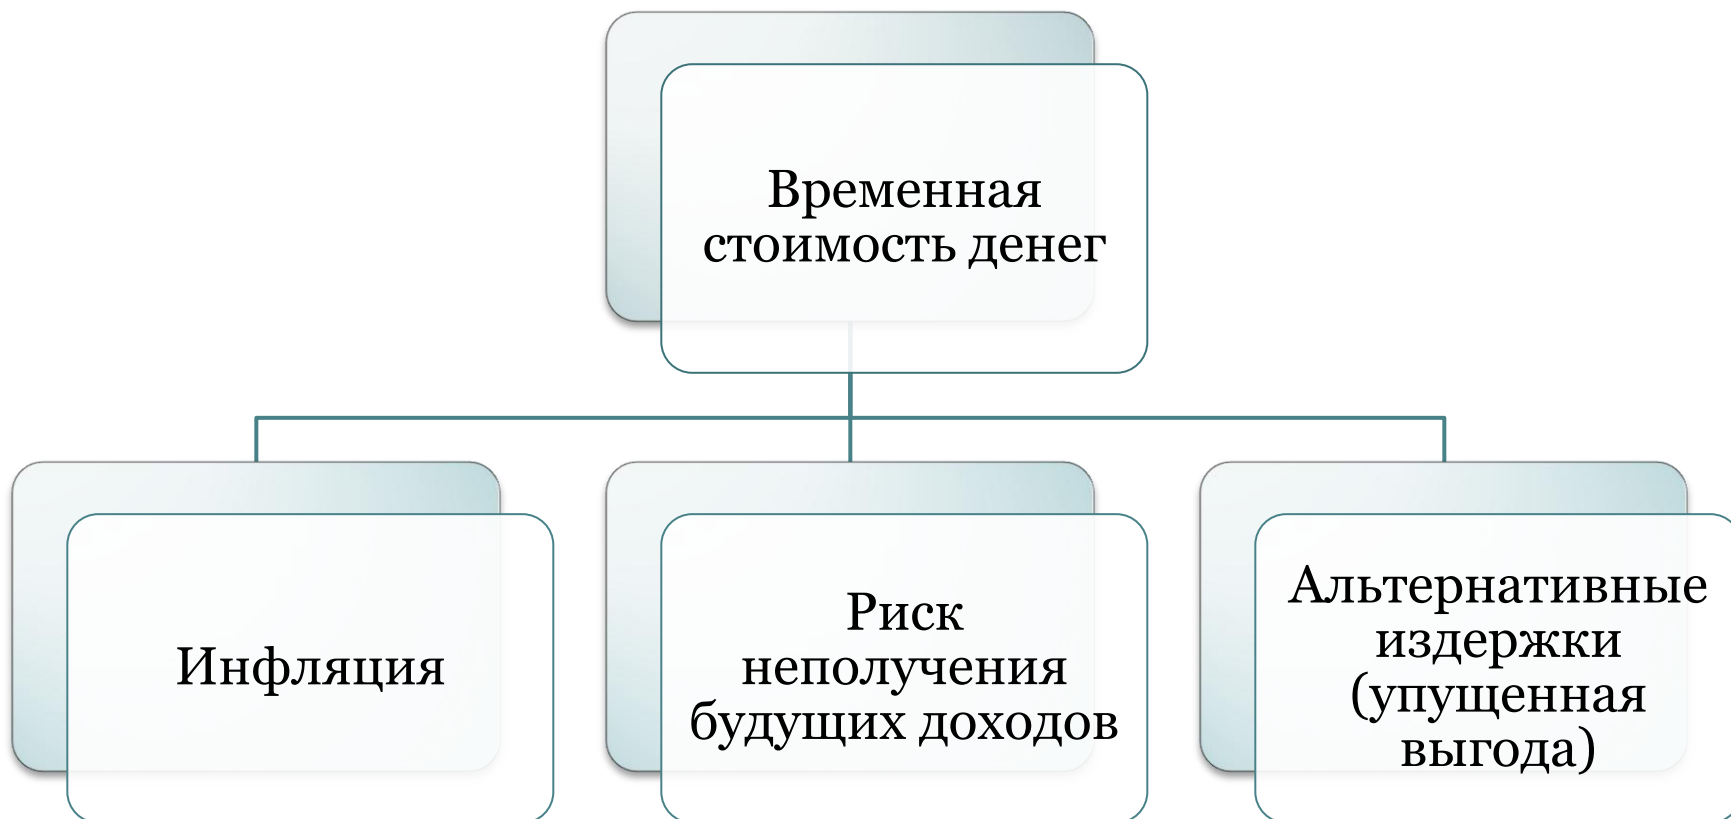 Временная
стоимость денег
Инфляция
Риск
неполучения
будущих доходов
Альтернативные
издержки
(упущенная
выгода)